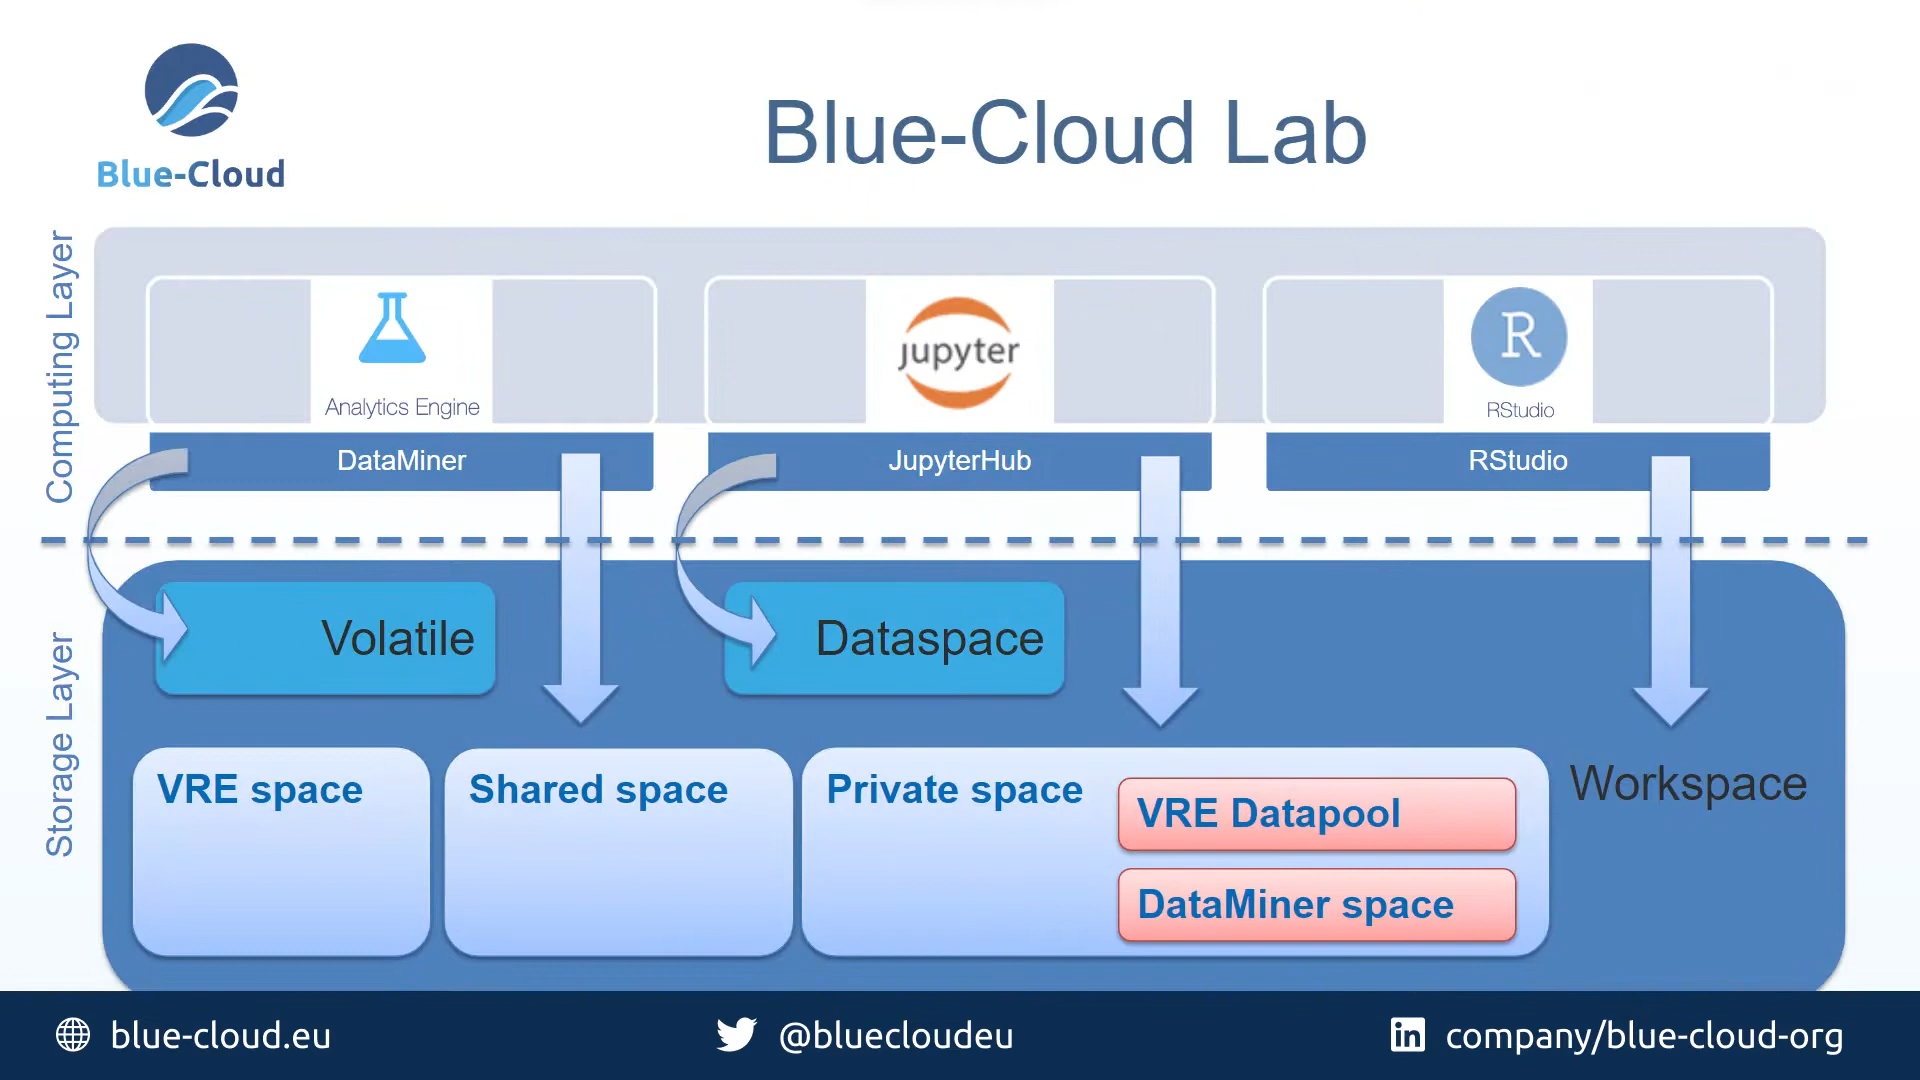 Blue-Cloud
Blue-Cloud Lab
Computing Layer
Analytics Engine
jupyter
R
RStudio
DataMiner
JupyterHub
RStudio
Storage Layer
Volatile
Dataspace
VRE space
Shared space
Private space
VRE Datapool
DataMiner space
Workspace
blue-cloud.eu
@bluecloudeu
in
company/blue-cloud-org